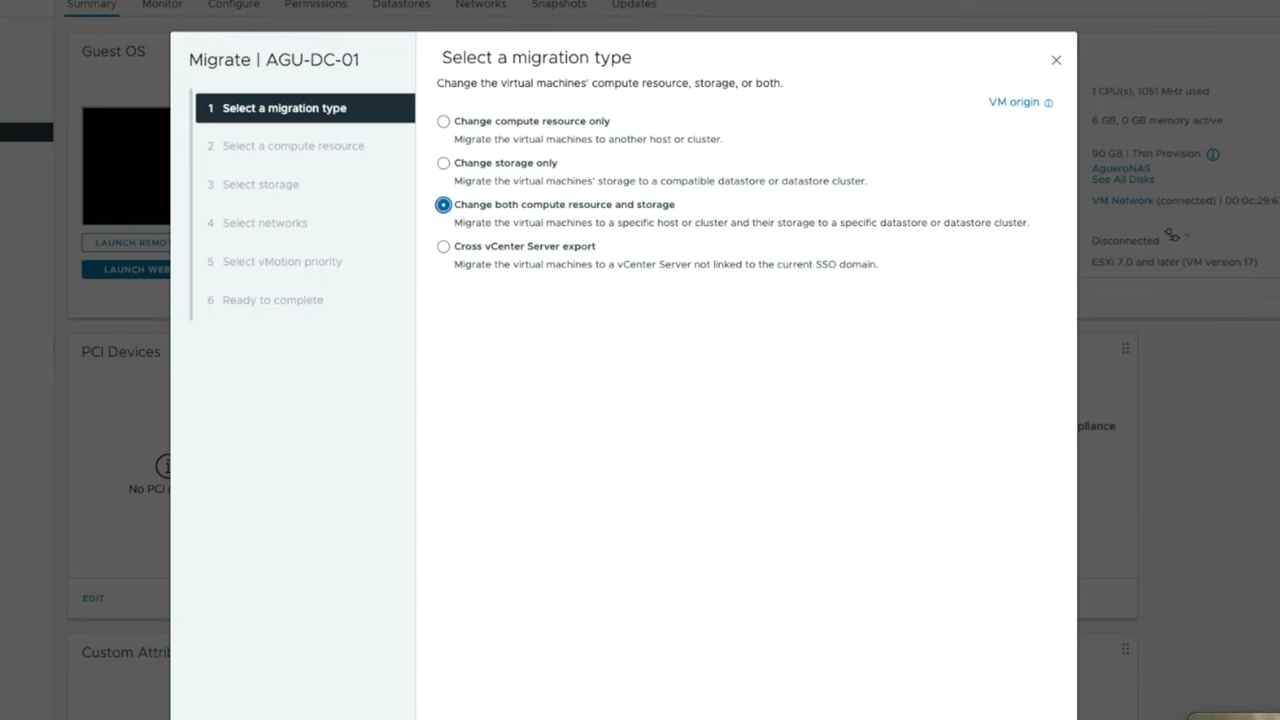 Summary Monitor Configure Permissions Datastores Networks Snapshots Updates
Guest OS
LAUNCH REMOT
LAUNCH WEB
Migrate | AGU-DC-01
1 Select a migration type
2 Select a compute resource
3 Select storage
4 Select networks
5 Select vMotion priority
6 Ready to complete
Select a migration type
Change the virtual machines' compute resource, storage, or both.
VM origin
Change compute resource only
Migrate the virtual machines to another host or cluster.
Change storage only
Migrate the virtual machines' storage to a compatible datastore or datastore cluster.
Change both compute resource and storage
Migrate the virtual machines to a specific host or cluster and their storage to a specific datastore or datastore cluster.
Cross vCenter Server export
Migrate the virtual machines to a vCenter Server not linked to the current SSO domain.
1 CPU(s), 1051 MHz used
6 GB, 0 GB memory active
90 GB | Thin Provision
AgueroNAS
See All Disks
VM Network (connected) | 00:0c:29:6
Disconnected
ESXi 7.0 and later (VM version 17)
PCI Devices
No PCI
EDIT
pliance
Custom Attri